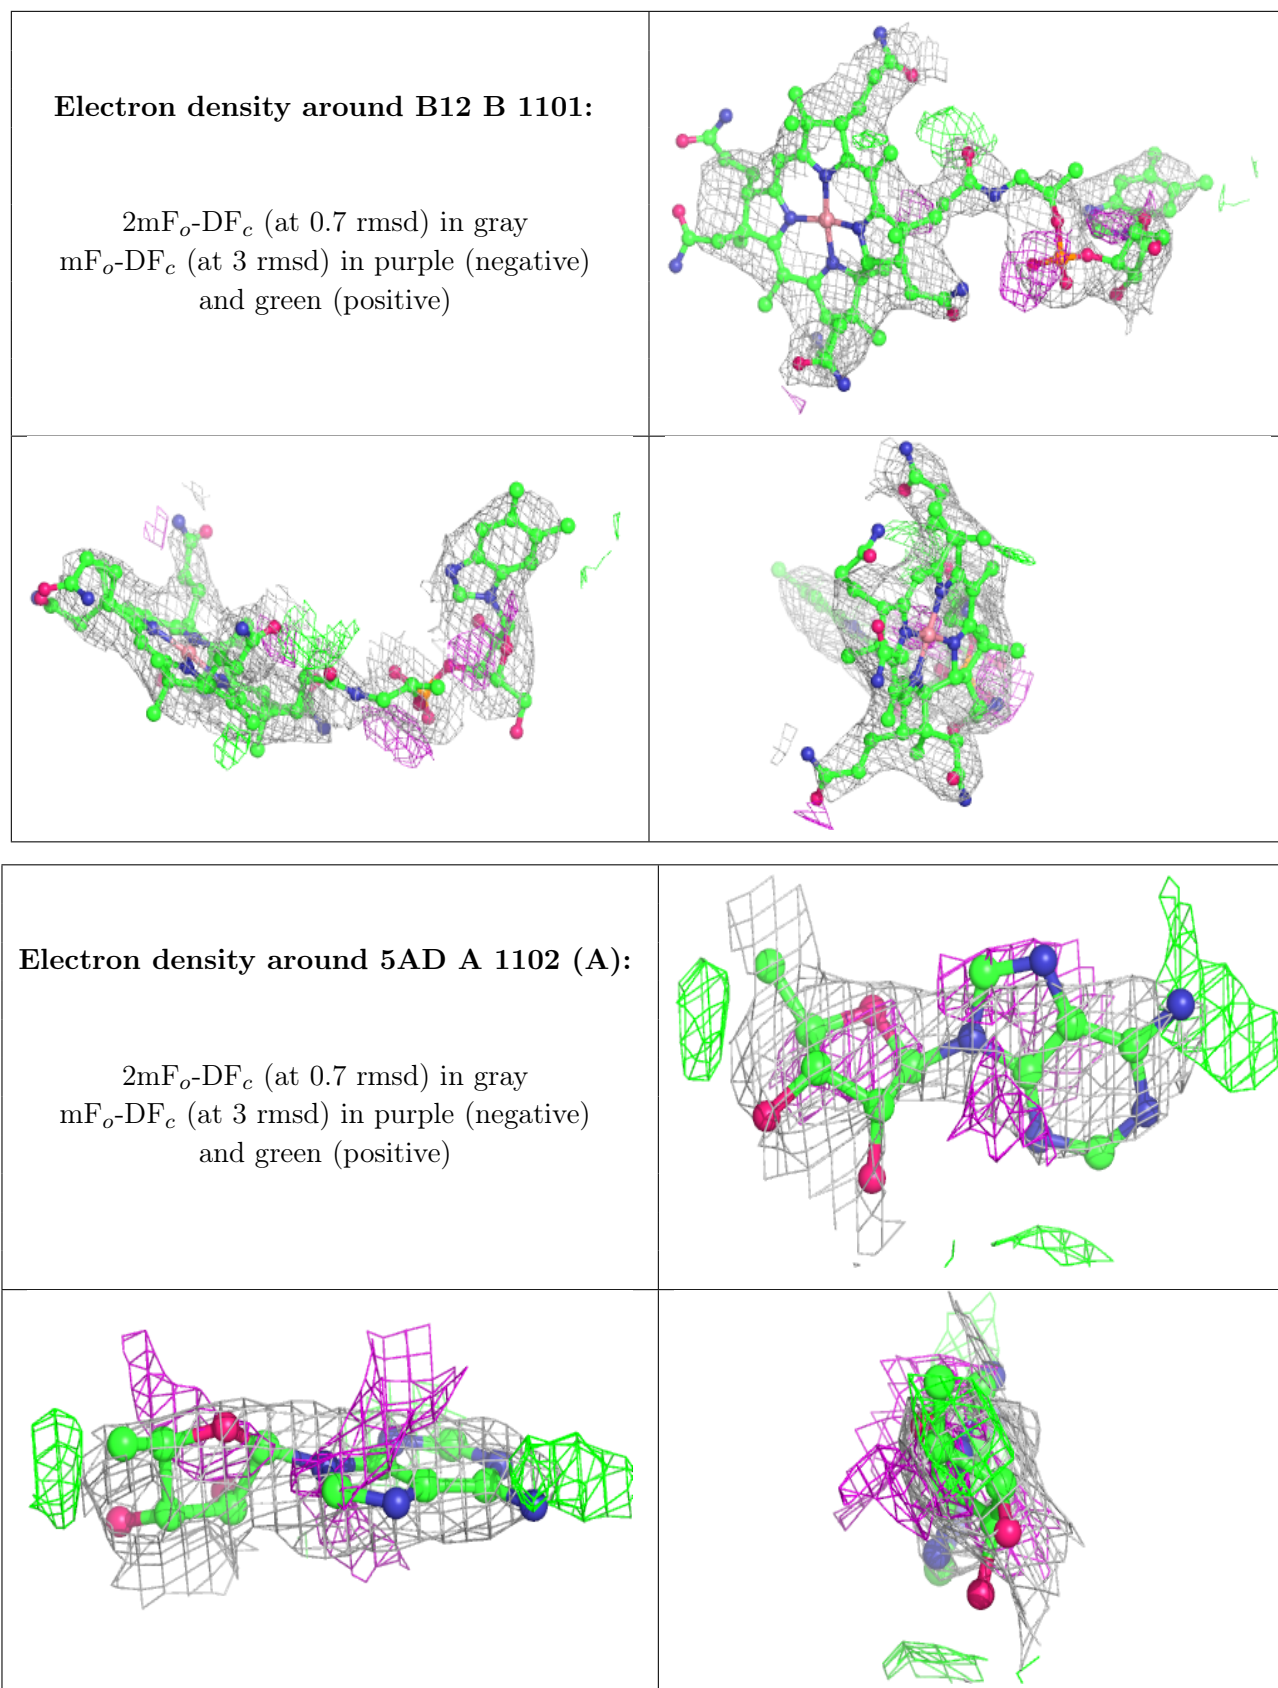 Electron density around B12 B 1101:
2mFo-DFc (at 0.7 rmsd) in gray
mFo-DFc (at 3 rmsd) in purple (negative)
and green (positive)
Electron density around 5AD A 1102 (A):
2mFo-DFc (at 0.7 rmsd) in gray
mFo-DFc (at 3 rmsd) in purple (negative)
and green (positive)